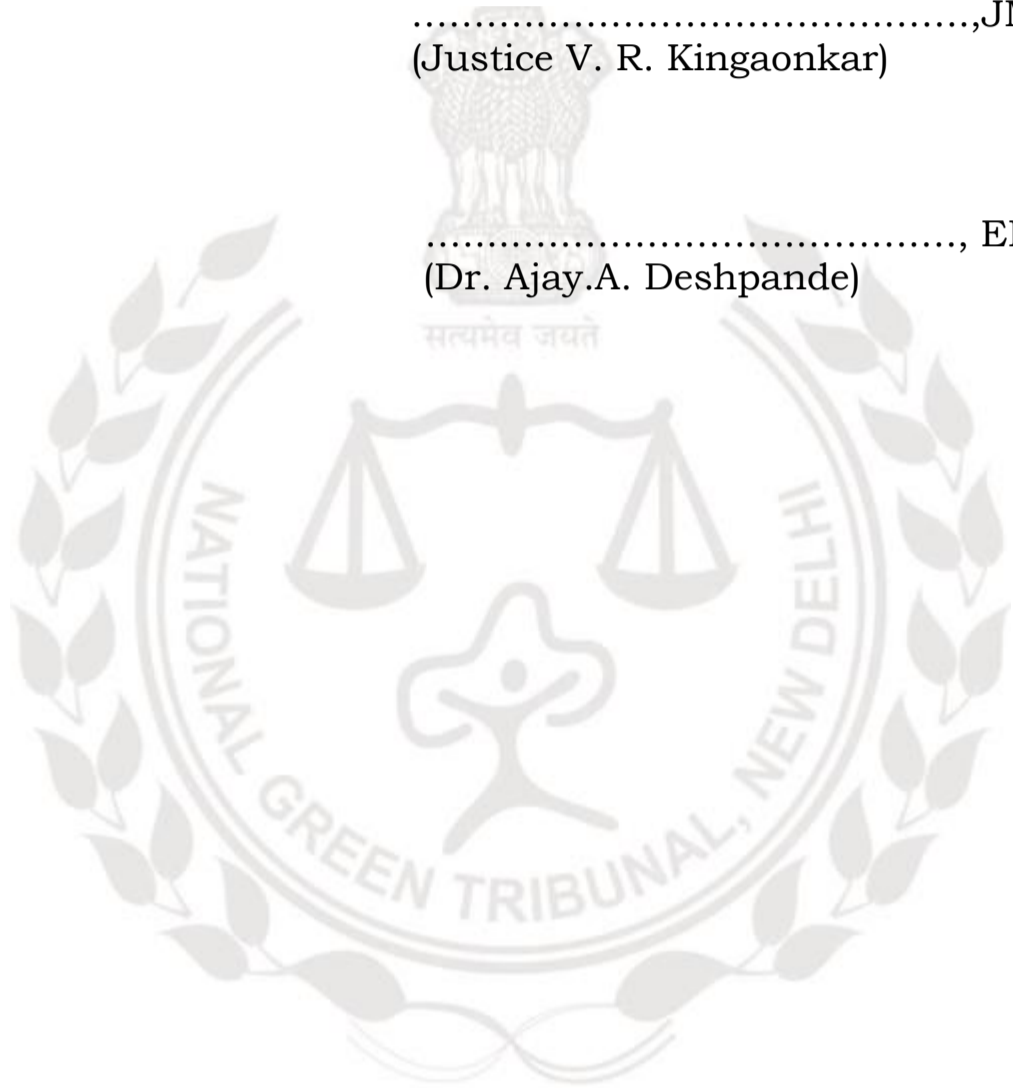 ……………………………………….,JM
(Justice V. R. Kingaonkar)
……………………………………., EM
(Dr. Ajay.A. Deshpande)
सत्यमेव जयते
NATIONAL GREEN TRIBUNAL, NEW DELHI